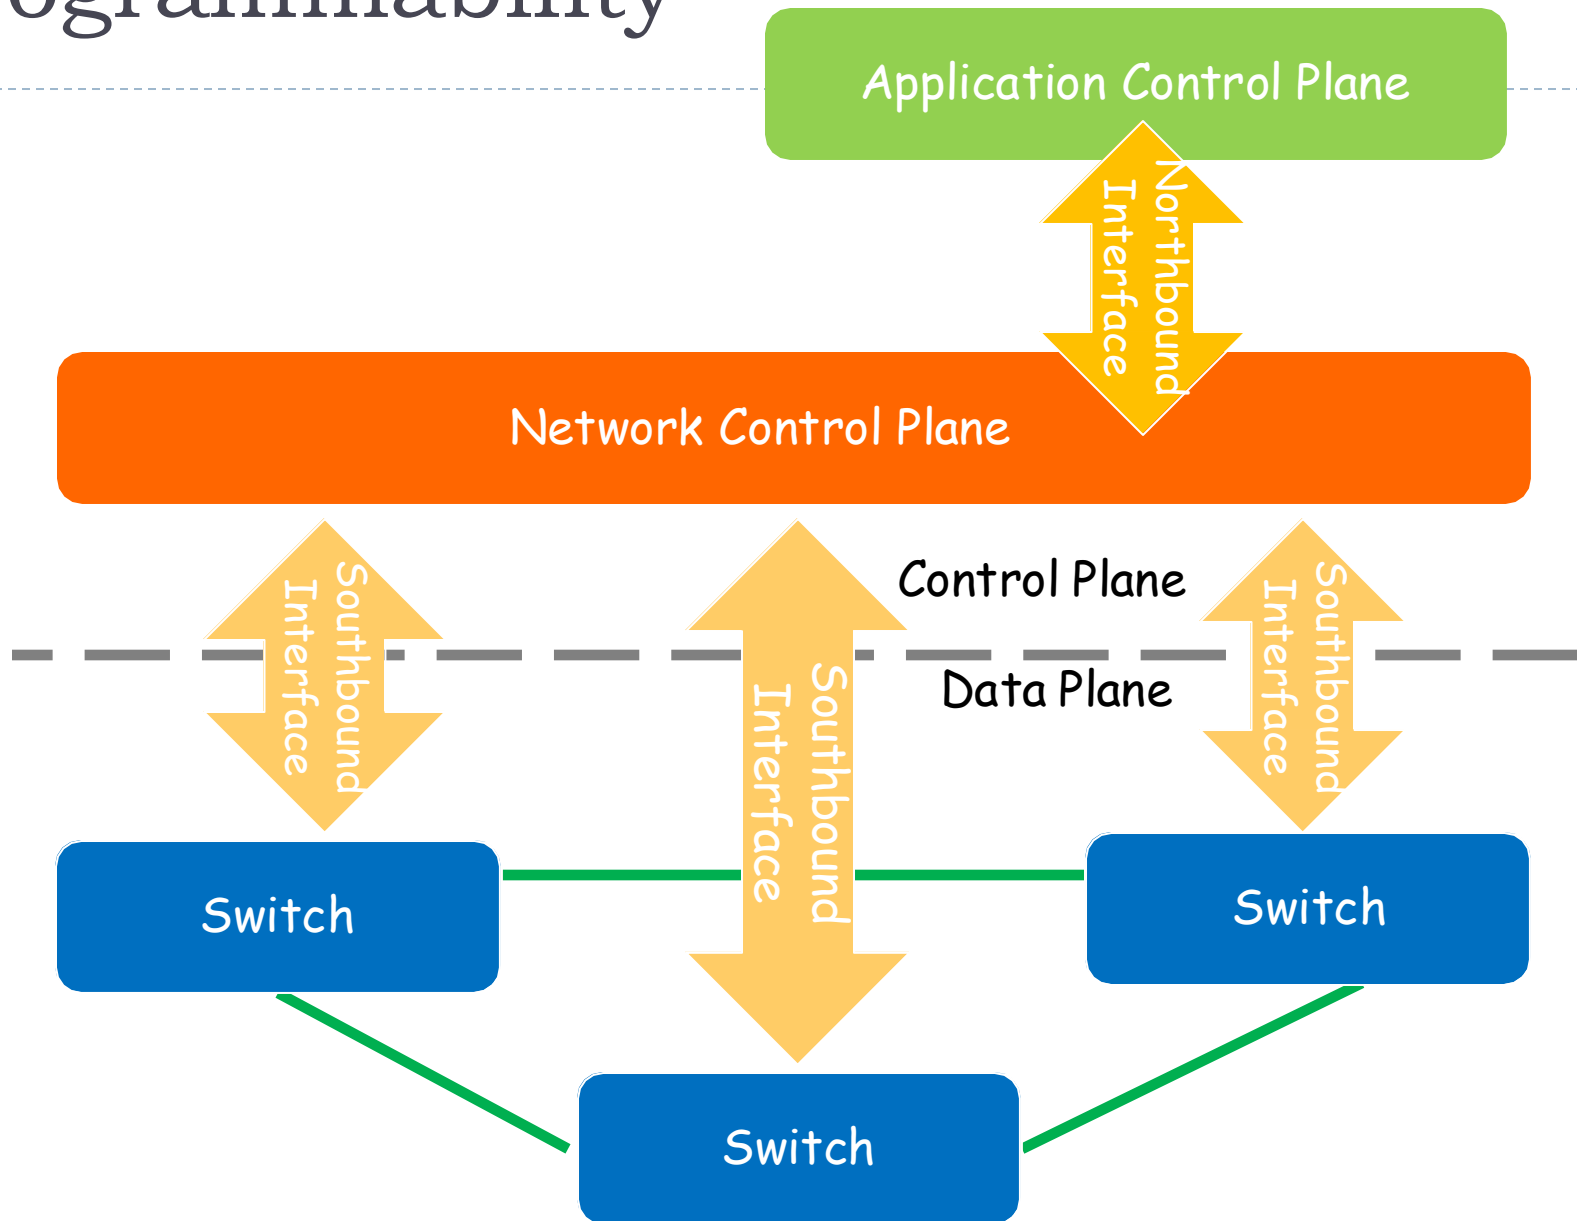 Application Control Plane
Northbound
Interface
Network Control Plane
Control Plane
Southbound
Interface
Southbound
Interface
Southbound
Interface
Data Plane
Switch
Switch
Switch